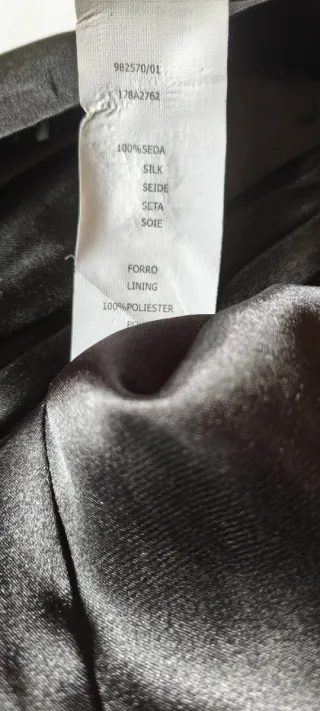 982570/01
178A2762
100%SEDA
SILK
SEIDE
SETA
SOIE
FORRO
LINING
100%POLIESTER